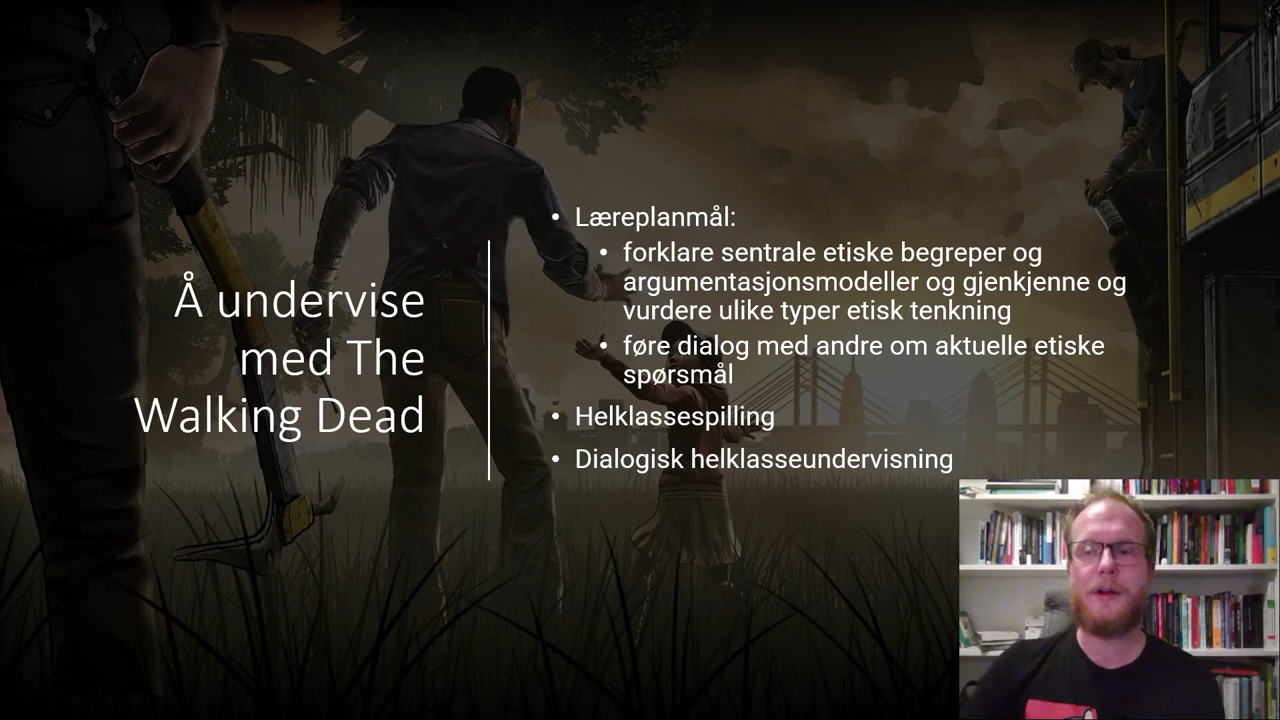 Å undervise
med The
Walking Dead
• Læreplanmål:
• forklare sentrale etiske begreper og
argumentasjonsmodeller og gjenkjenne og
vurdere ulike typer etisk tenkning
• føre dialog med andre om aktuelle etiske
spørsmål
• Helklassespilling
• Dialogisk helklasseundervisning